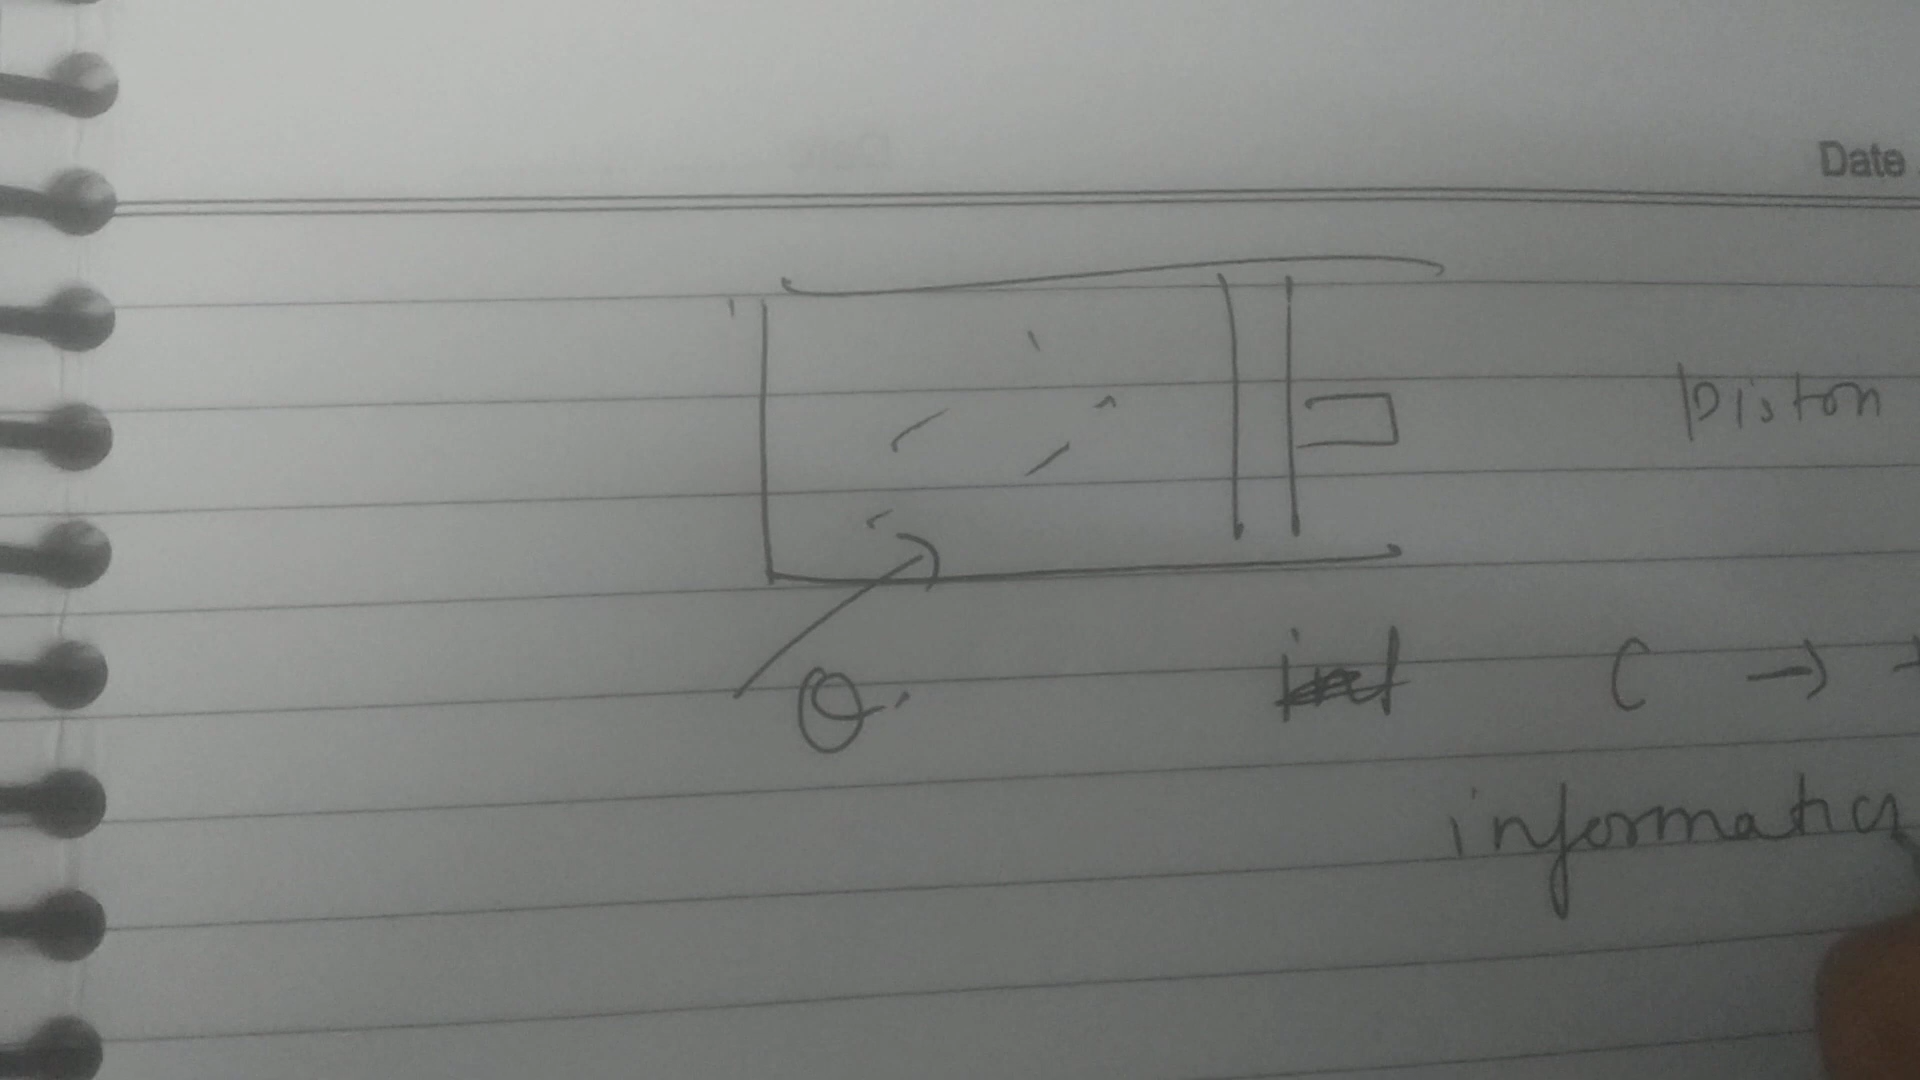 Date
Piston
Q.
C →
information